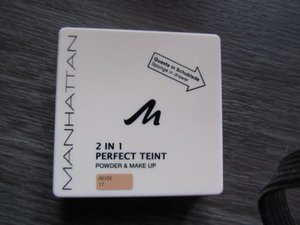 MANHATTAN
Quaste in Schublade
Sponge in drawer
M
2 IN 1
PERFECT TEINT
POWDER & MAKE UP
ROSE
17